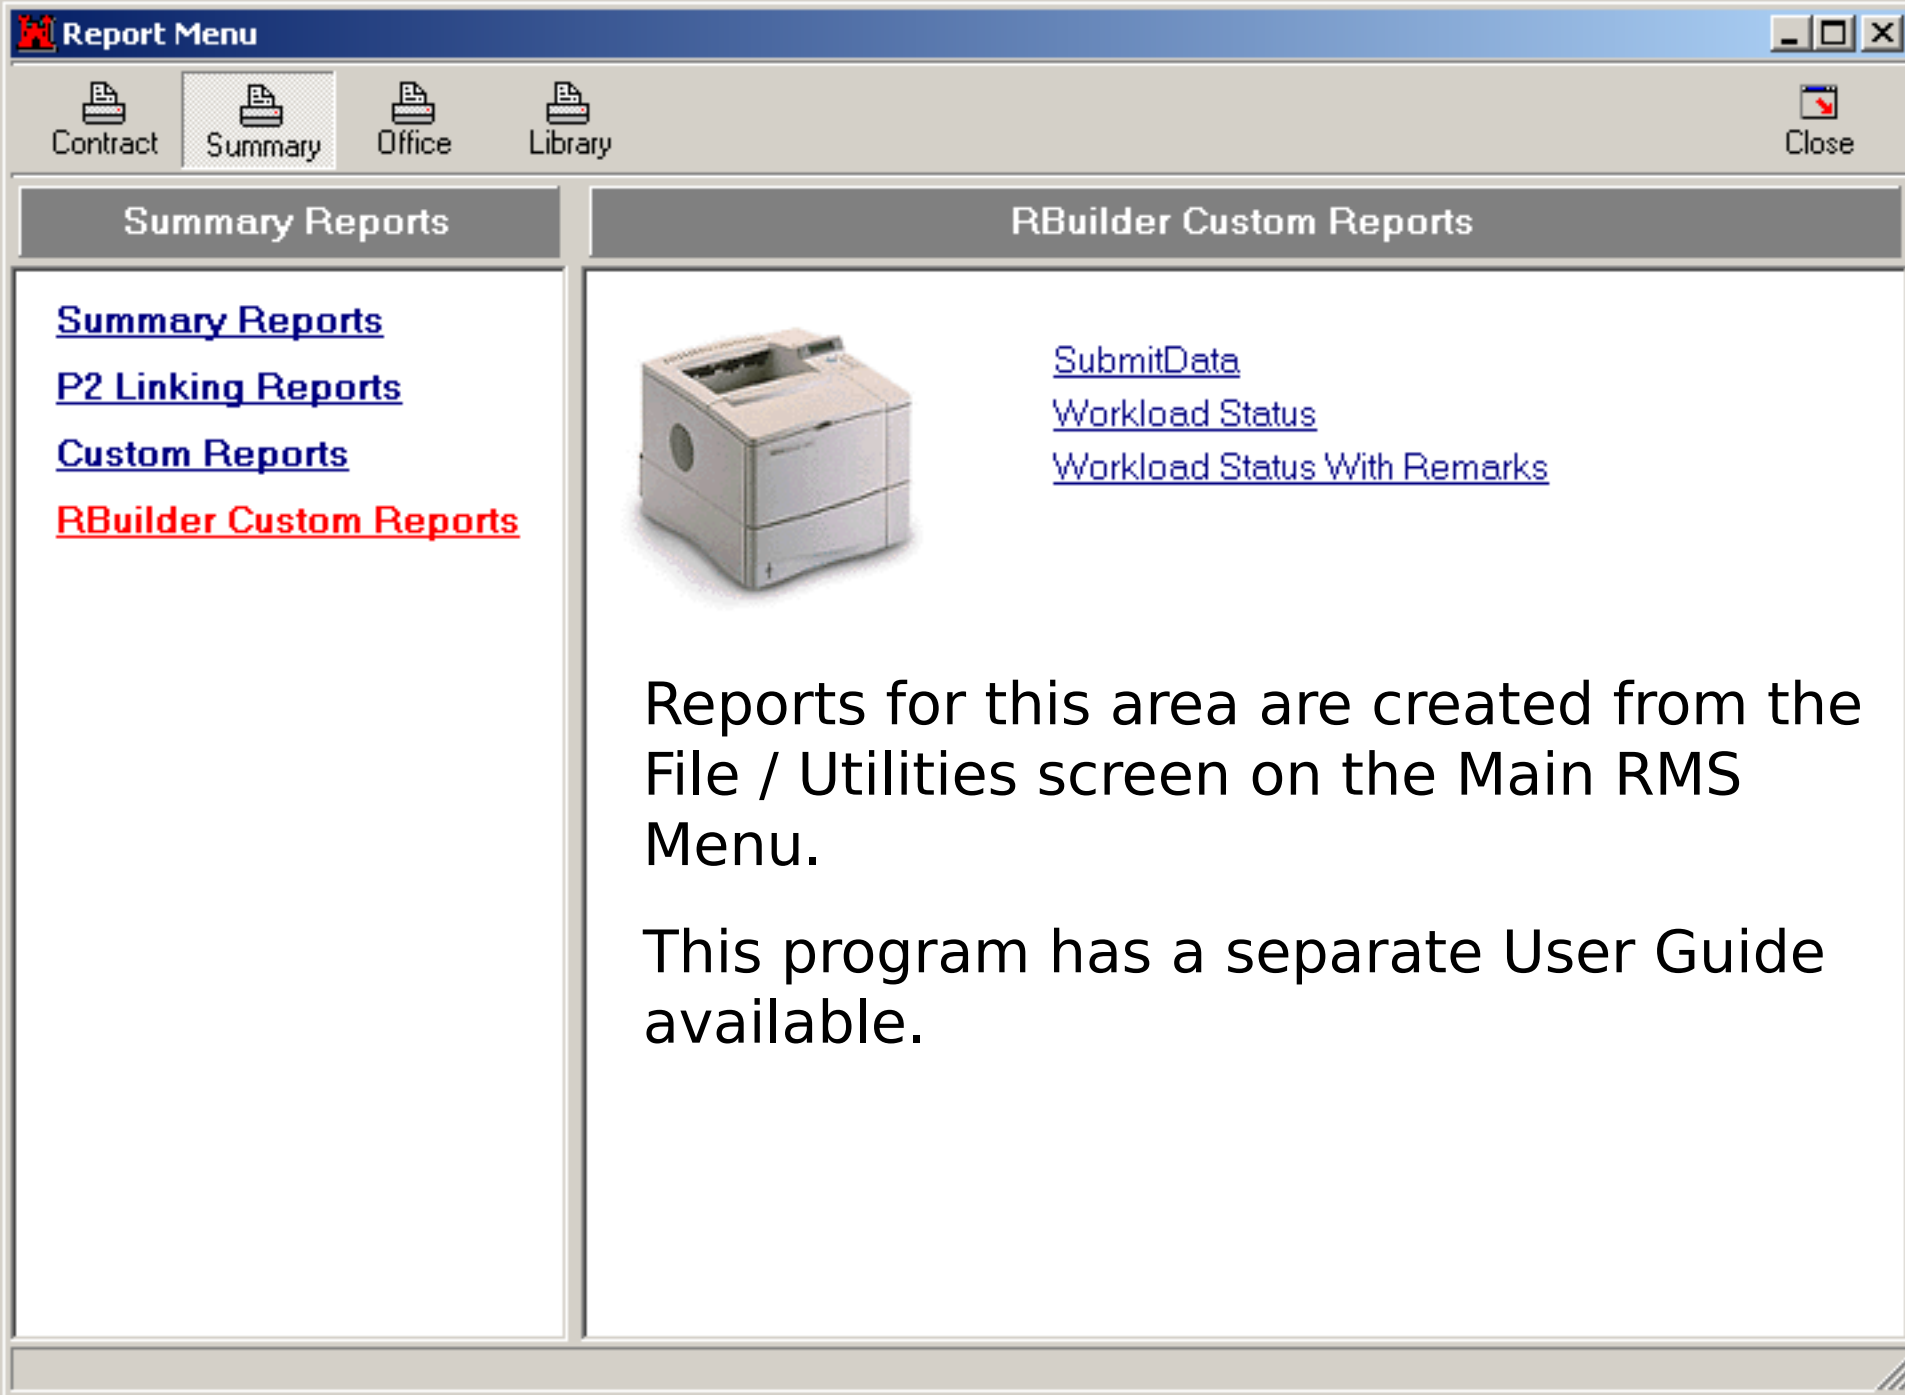 Report Menu
Contract
Summary
Office
Library
Close
Summary Reports
RBuilder Custom Reports
Summary Reports
P2 Linking Reports
Custom Reports
RBuilder Custom Reports
SubmitData
Workload Status
Workload Status With Remarks
Reports for this area are created from the
File / Utilities screen on the Main RMS
Menu.
This program has a separate User Guide
available.